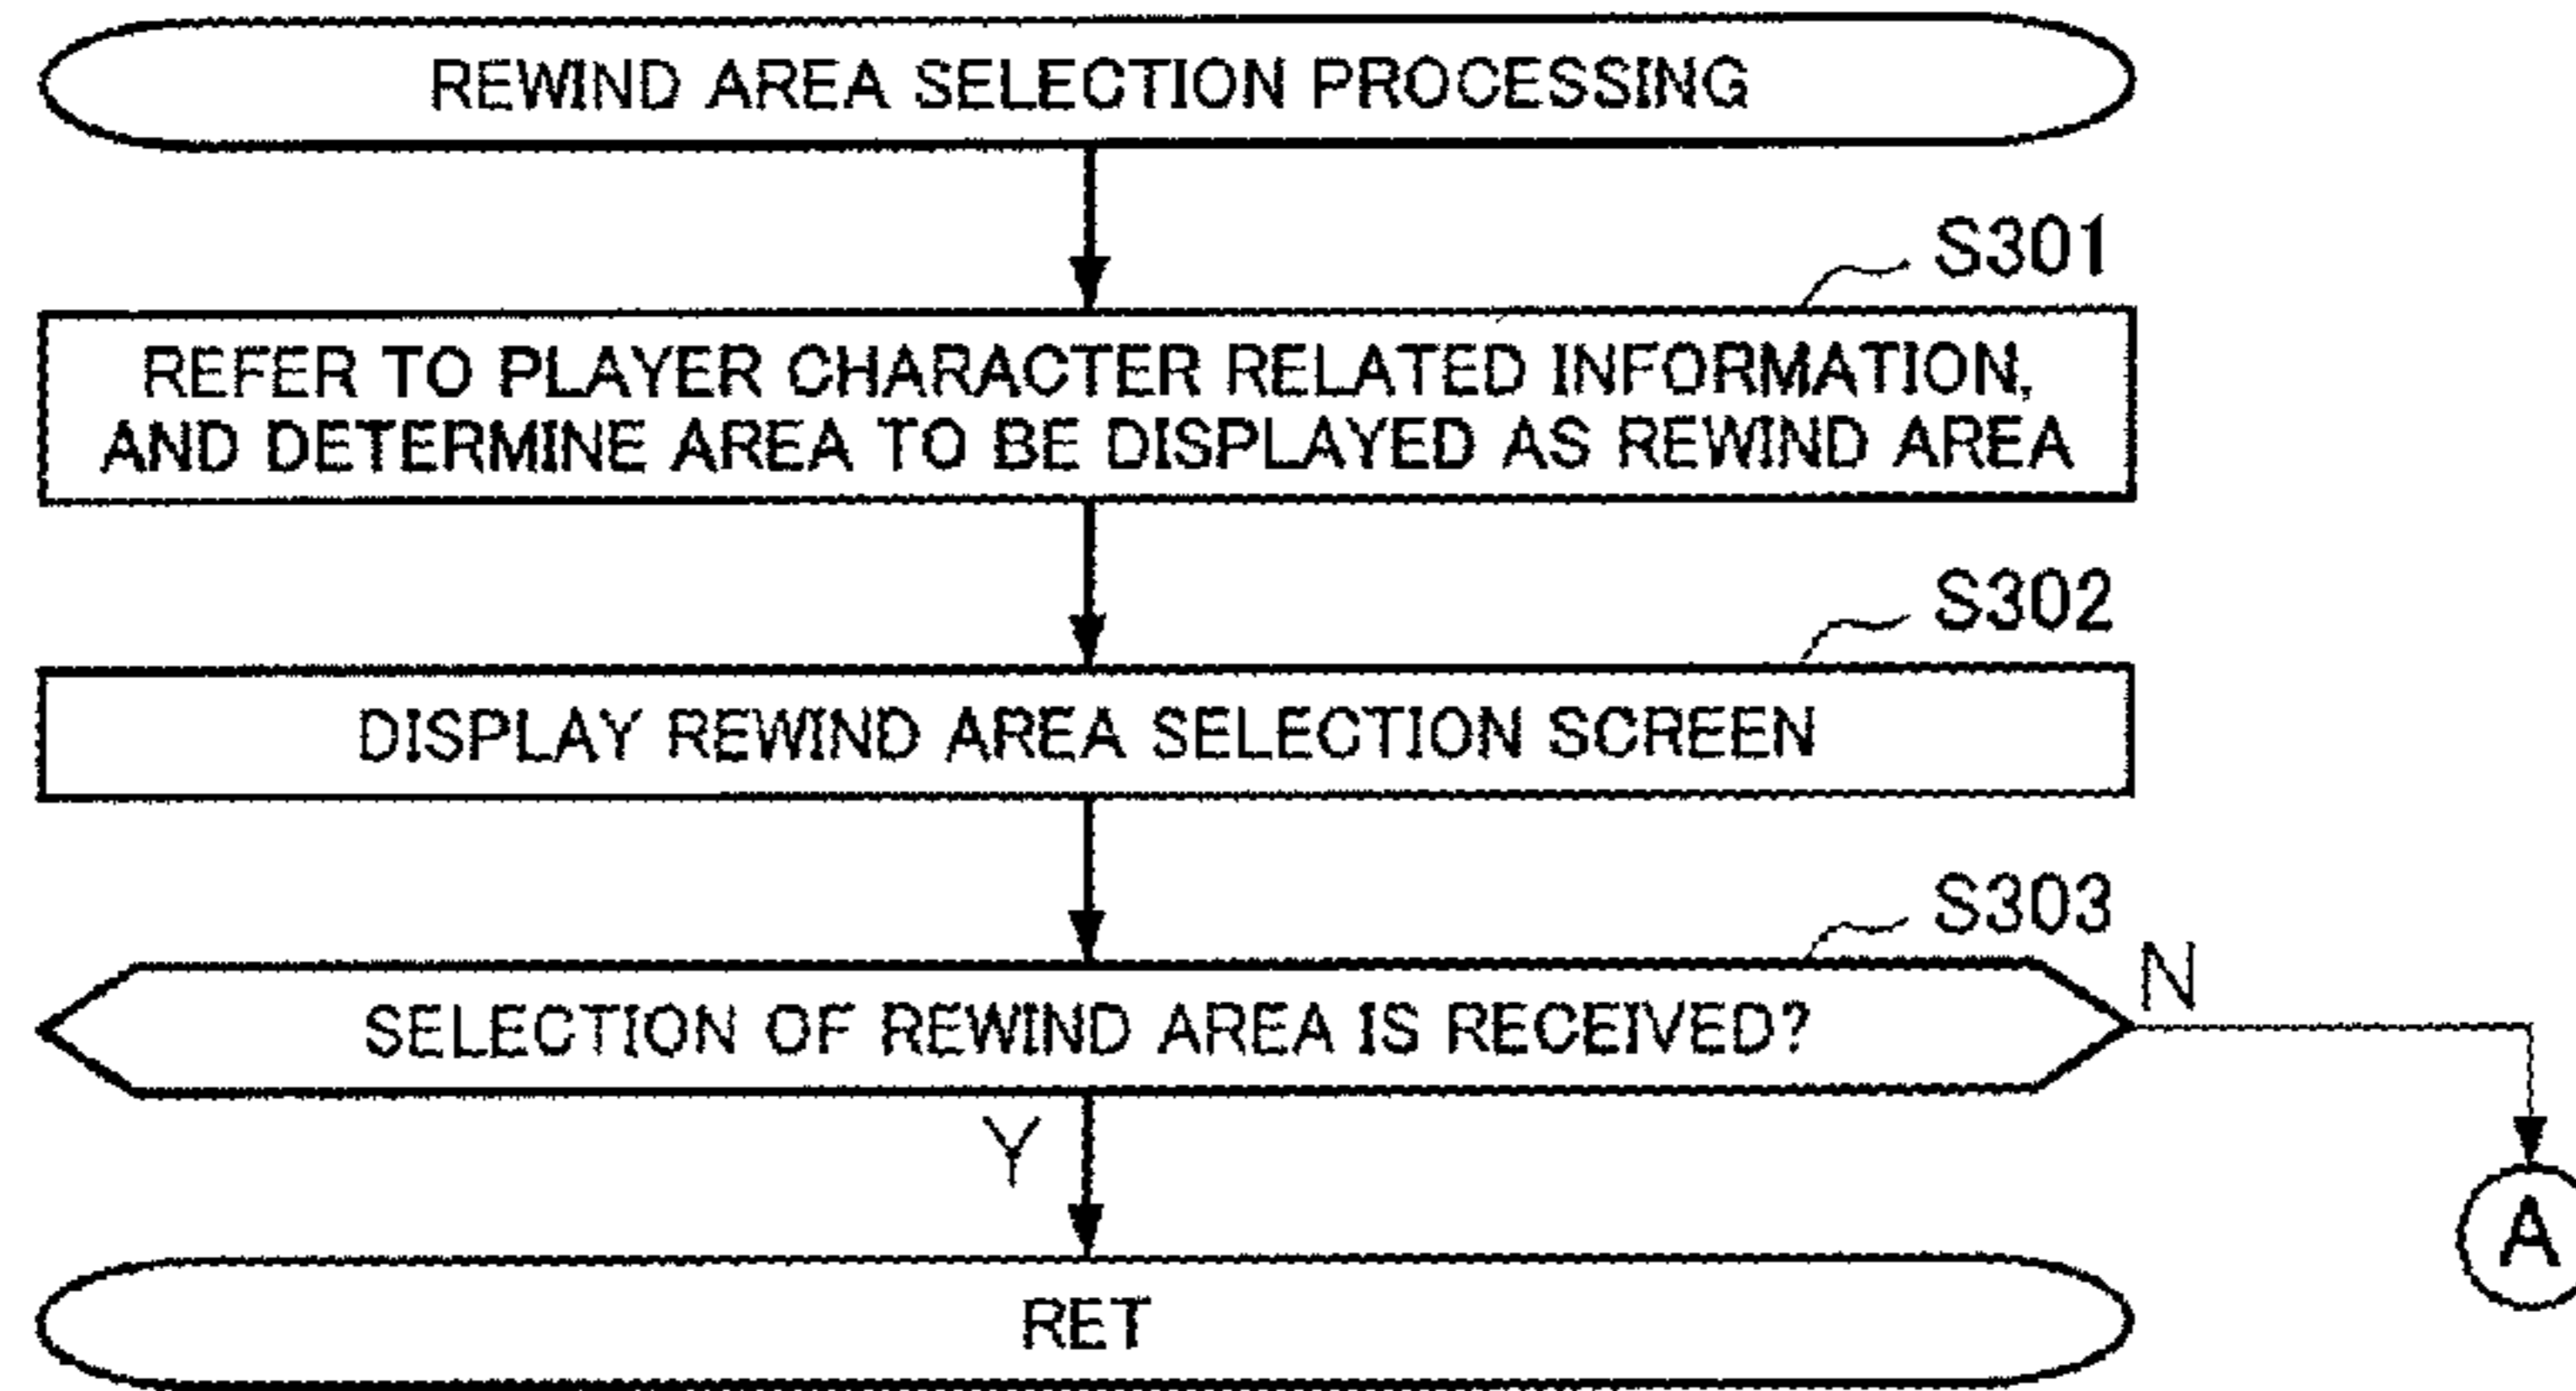 REWIND AREA SELECTION PROCESSING
S301
REFER TO PLAYER CHARACTER RELATED INFORMATION,
AND DETERMINE AREA TO BE DISPLAYED AS REWIND AREA
S302
DISPLAY REWIND AREA SELECTION SCREEN
S303
SELECTION OF REWIND AREA IS RECEIVED?
N
Y
A
RET